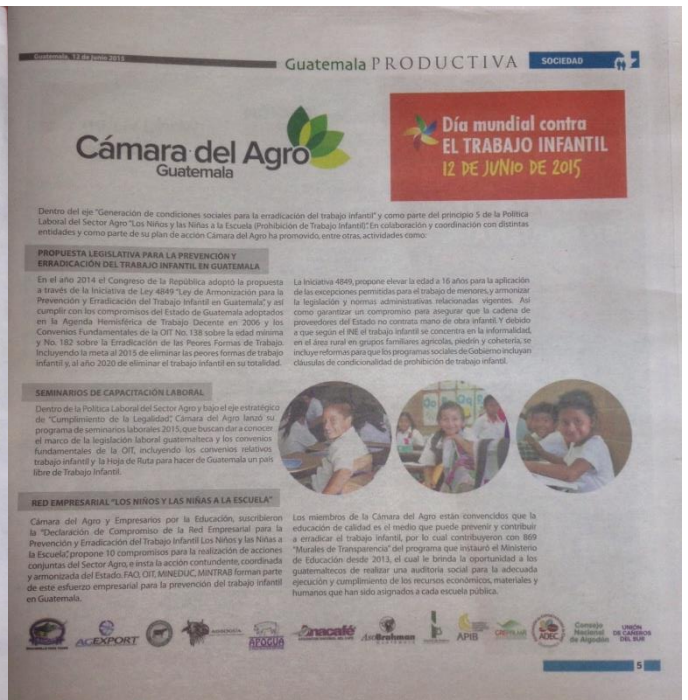 Guatemala, 12 de Junio 2015
Guatemala PRODUCTIVA
SOCIEDAD
Cámara del Agro
Guatemala
Día mundial contra
EL TRABAJO INFANTIL
12 DE JUNIO DE 2015
Dentro del eje "Generación de condiciones sociales para la erradicación del trabajo infantil" y como parte del principio 5 de la Política
Laboral del Sector Agro "Los Niños y las Niñas a la Escuela (Prohibición de Trabajo Infantil)". En colaboración y coordinación con distintas
entidades y como parte de su plan de acción Cámara del Agro ha promovido, entre otras, actividades como:
PROPUESTA LEGISLATIVA PARA LA PREVENCIÓN Y
ERRADICACIÓN DEL TRABAJO INFANTIL EN GUATEMALA
En el año 2014 el Congreso de la República adoptó la propuesta
a través de la Iniciativa de Ley 4849 "Ley de Armonización para la
Prevención y Erradicación del Trabajo Infantil en Guatemala", y así
cumplir con los compromisos del Estado de Guatemala adoptados
en la Agenda Hemisférica de Trabajo Decente en 2006 y los
Convenios Fundamentales de la OIT No. 138 sobre la edad mínima
y No. 182 sobre la Erradicación de las Peores Formas de Trabajo.
Incluyendo la meta al 2015 de eliminar las peores formas de trabajo
infantil y, al año 2020 de eliminar el trabajo infantil en su totalidad.
La Iniciativa 4849, propone elevar la edad a 16 años para la aplicación
de las excepciones permitidas para el trabajo de menores, y armonizar
la legislación y normas administrativas relacionadas vigentes. Así
como garantizar un compromiso para asegurar que la cadena de
proveedores del Estado no contrata mano de obra infantil. Y debido
a que según el INE el trabajo infantil se concentra en la informalidad,
en el área rural en grupos familiares agrícolas, piedrín y cohetería, se
incluye reformas para que los programas sociales de Gobierno incluyan
cláusulas de condicionalidad de prohibición de trabajo infantil.
SEMINARIOS DE CAPACITACIÓN LABORAL
Dentro de la Política Laboral del Sector Agro y bajo el eje estratégico
de "Cumplimiento de la Legalidad", Cámara del Agro lanzó su
programa de seminarios laborales 2015, que buscan dar a conocer
el marco de la legislación laboral guatemalteca y los convenios
fundamentales de la OIT, incluyendo los convenios relativos
trabajo infantil y la Hoja de Ruta para hacer de Guatemala un país
libre de Trabajo Infantil.
RED EMPRESARIAL "LOS NIÑOS Y LAS NIÑAS A LA ESCUELA"
Cámara del Agro y Empresarios por la Educación, suscribieron
la "Declaración de Compromiso de la Red Empresarial para la
Prevención y Erradicación del Trabajo Infantil Los Niños y las Niñas a
la Escuela", propone 10 compromisos para la realización de acciones
conjuntas del Sector Agro, e insta la acción contundente, coordinada
y armonizada del Estado. FAO, OIT, MINEDUC, MINTRAB forman parte
de este esfuerzo empresarial para la prevención del trabajo infantil
en Guatemala.
Los miembros de la Cámara del Agro están convencidos que la
educación de calidad es el medio que puede prevenir y contribuir
a erradicar el trabajo infantil, por lo cual contribuyeron con 869
"Murales de Transparencia" del programa que instauró el Ministerio
de Educación desde 2013, el cual le brinda la oportunidad a los
guatemaltecos de realizar una auditoría social para la adecuada
ejecución y cumplimiento de los recursos económicos, materiales y
humanos que han sido asignados a cada escuela pública.
AGEXPORT
APOGUA
Anacafé
AsoBrahman
APIB
GREPALMA
ADEC
Consejo
Nacional
de Algodón
UNIÓN
DE CAÑEROS
DEL SUR
5